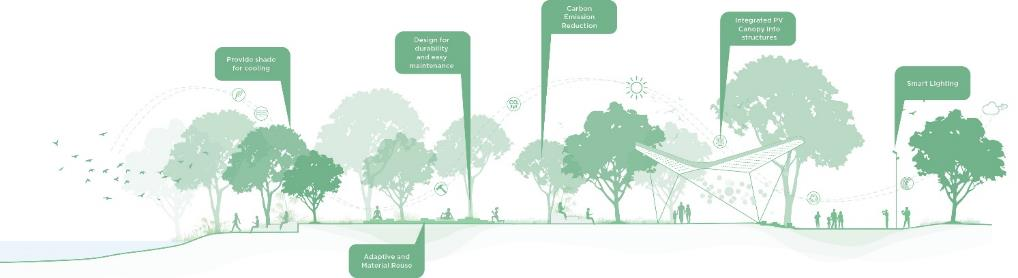 Provide shade
for cooling
Design for
durability
and easy
maintenance
Carbon
Emission
Reduction
Integrated PV
Canopy into
structures
Smart Lighting
Adaptive and
Material Reuse